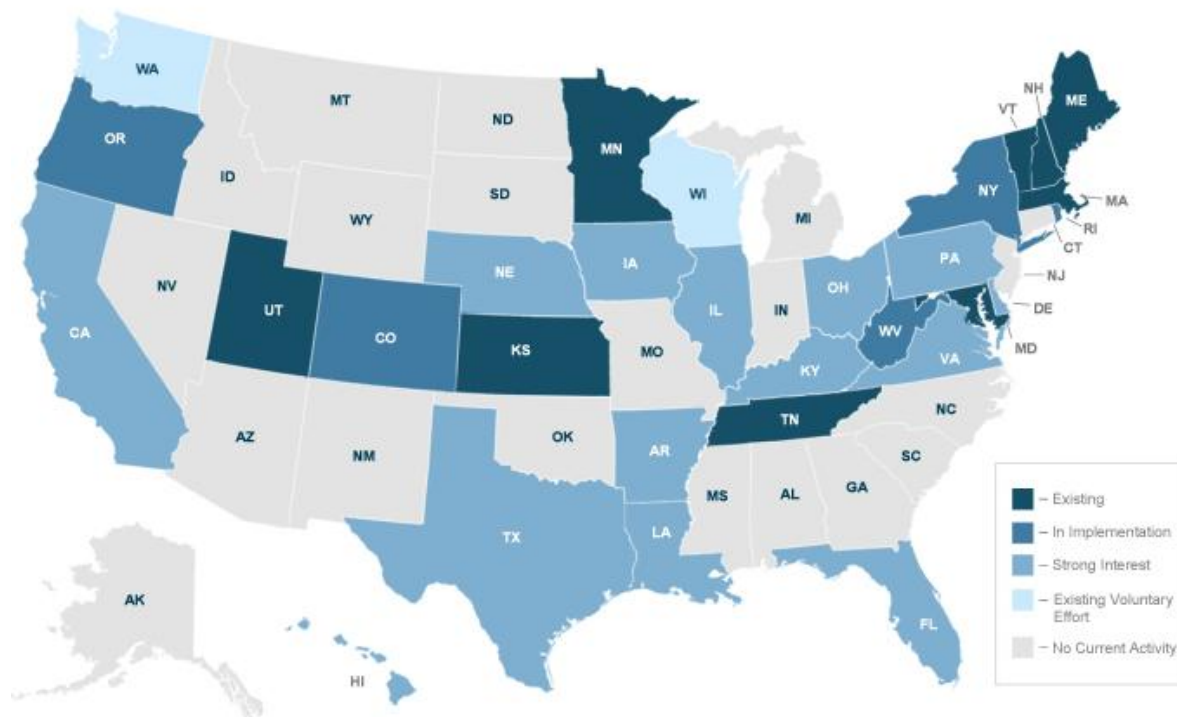 WA
MT
ND
MN
NH
VT
ME
OR
ID
SD
WI
NY
MA
WY
MI
RI
CT
NE
IA
PA
NJ
NV
UT
CO
IL
IN
OH
DE
CA
KS
MO
WV
KY
VA
MD
AZ
NM
OK
TN
NC
AR
SC
MS
AL
GA
TX
LA
FL
AK
HI
– Existing
– In Implementation
– Strong Interest
– Existing Voluntary
Effort
– No Current Activity